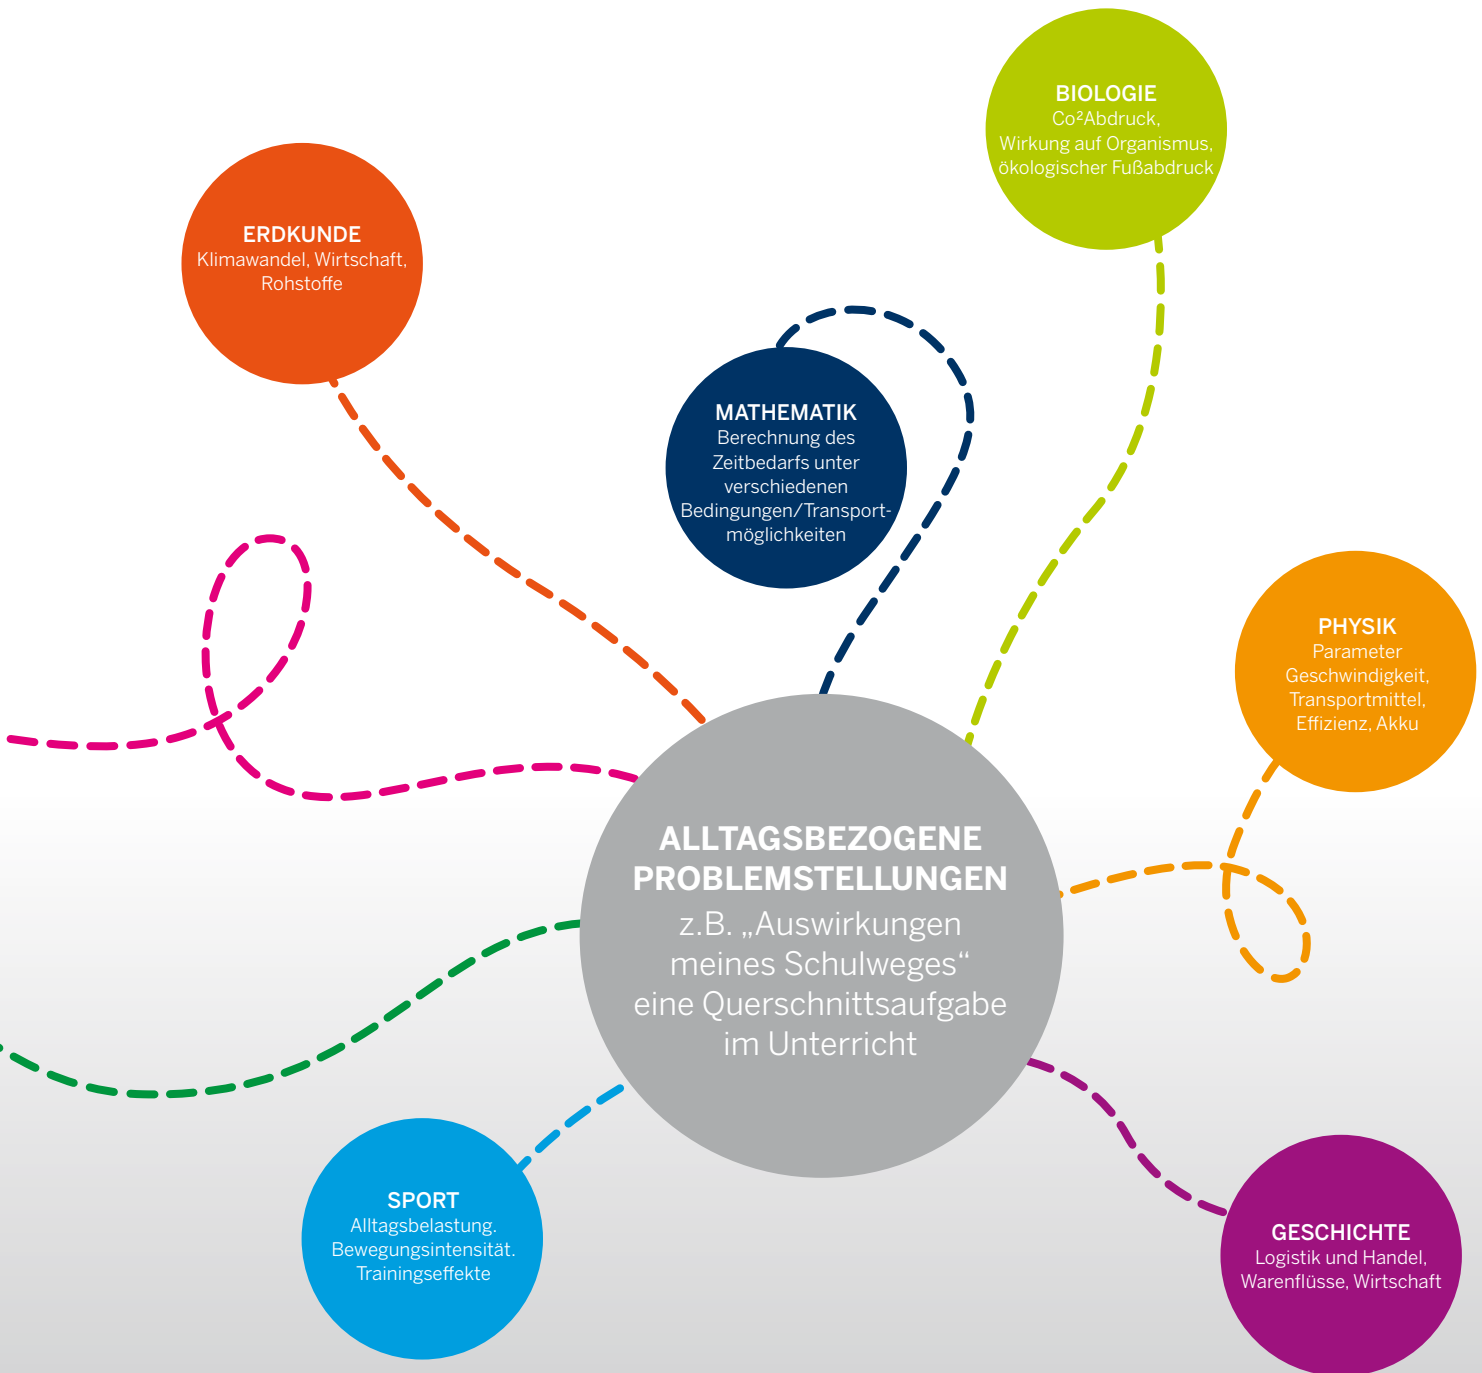 BIOLOGIE
Co²Abdruck,
Wirkung auf Organismus,
ökologischer Fußabdruck
ERDKUNDE
Klimawandel, Wirtschaft,
Rohstoffe
MATHEMATIK
Berechnung des
Zeitbedarfs unter
verschiedenen
Bedingungen/Transport-
möglichkeiten
PHYSIK
Parameter
Geschwindigkeit,
Transportmittel,
Effizienz, Akku
ALLTAGSBEZOGENE
PROBLEMSTELLUNGEN
z.B. „Auswirkungen
meines Schulweges“
eine Querschnittsaufgabe
im Unterricht
SPORT
Alltagsbelastung.
Bewegungsintensität.
Trainingseffekte
GESCHICHTE
Logistik und Handel,
Warenflüsse, Wirtschaft